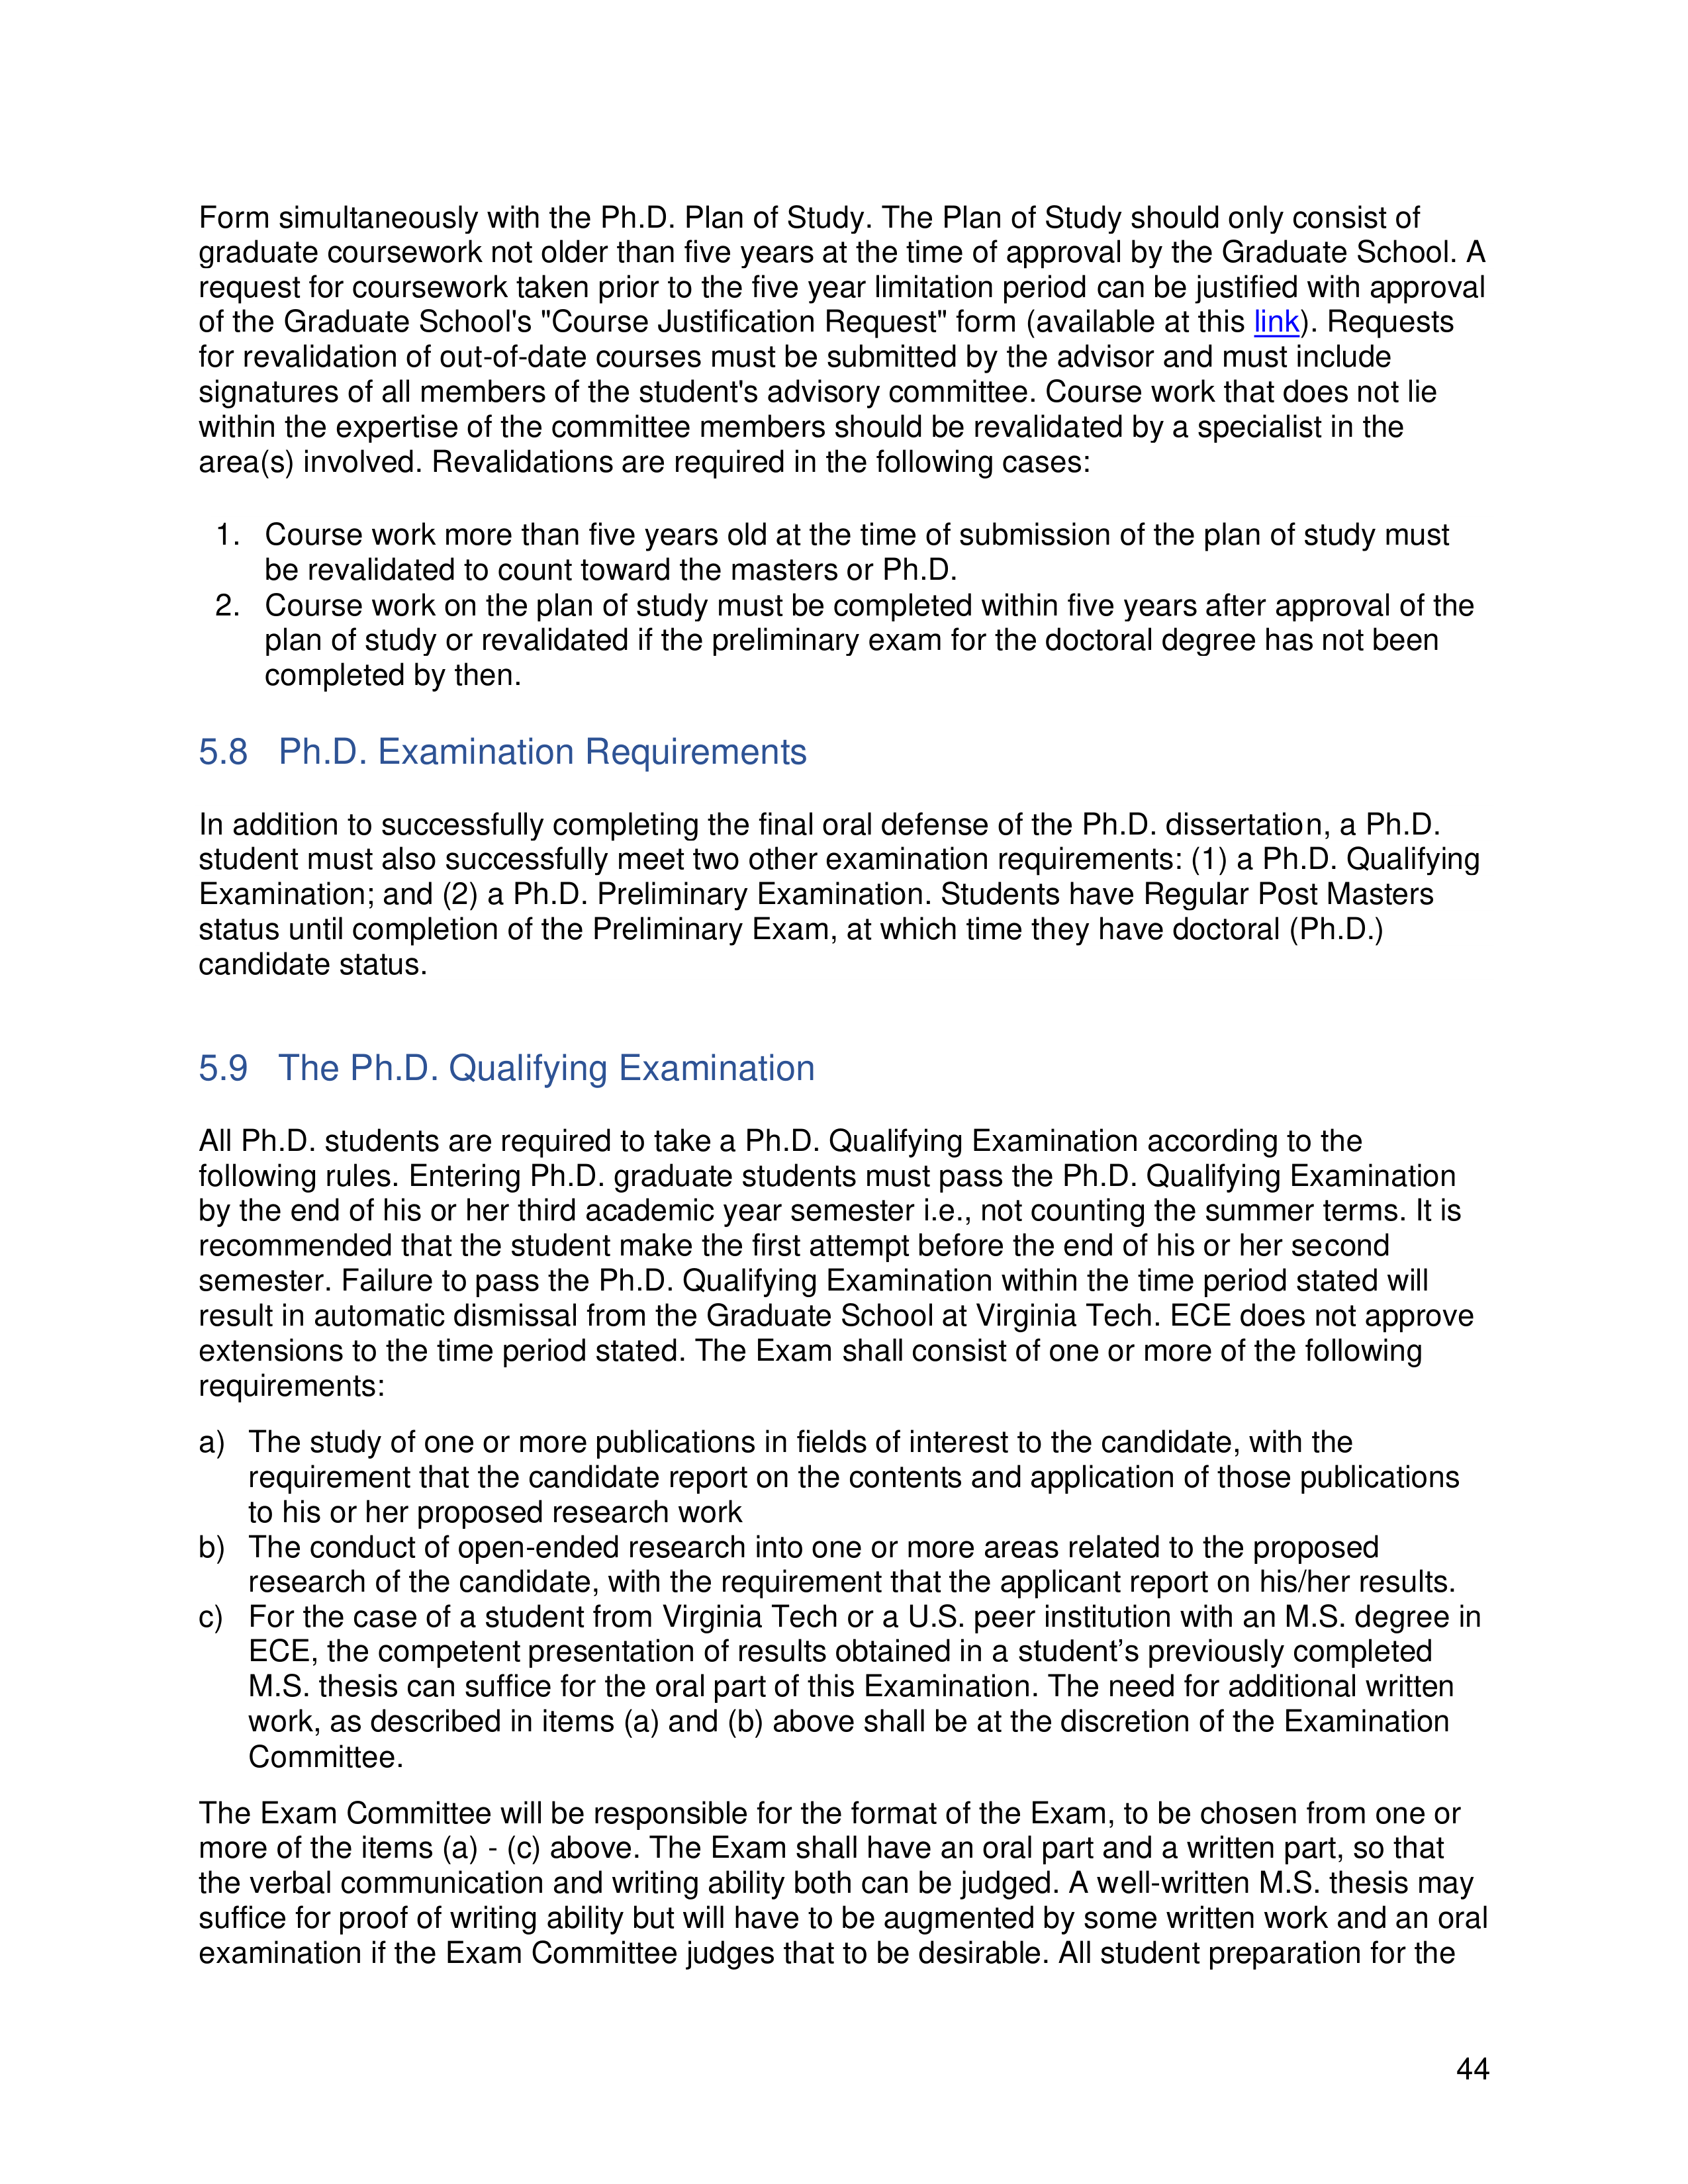 Form simultaneously with the Ph.D. Plan of Study. The Plan of Study should only consist of
graduate coursework not older than five years at the time of approval by the Graduate School. A
request for coursework taken prior to the five year limitation period can be justified with approval
of the Graduate School's "Course Justification Request" form (available at this link). Requests
for revalidation of out-of-date courses must be submitted by the advisor and must include
signatures of all members of the student's advisory committee. Course work that does not lie
within the expertise of the committee members should be revalidated by a specialist in the
area(s) involved. Revalidations are required in the following cases:
1. Course work more than five years old at the time of submission of the plan of study must
be revalidated to count toward the masters or Ph.D.
2. Course work on the plan of study must be completed within five years after approval of the
plan of study or revalidated if the preliminary exam for the doctoral degree has not been
completed by then.
5.8 Ph.D. Examination Requirements
In addition to successfully completing the final oral defense of the Ph.D. dissertation, a Ph.D.
student must also successfully meet two other examination requirements: (1) a Ph.D. Qualifying
Examination; and (2) a Ph.D. Preliminary Examination. Students have Regular Post Masters
status until completion of the Preliminary Exam, at which time they have doctoral (Ph.D.)
candidate status.
5.9 The Ph.D. Qualifying Examination
All Ph.D. students are required to take a Ph.D. Qualifying Examination according to the
following rules. Entering Ph.D. graduate students must pass the Ph.D. Qualifying Examination
by the end of his or her third academic year semester i.e., not counting the summer terms. It is
recommended that the student make the first attempt before the end of his or her second
semester. Failure to pass the Ph.D. Qualifying Examination within the time period stated will
result in automatic dismissal from the Graduate School at Virginia Tech. ECE does not approve
extensions to the time period stated. The Exam shall consist of one or more of the following
requirements:
a) The study of one or more publications in fields of interest to the candidate, with the
requirement that the candidate report on the contents and application of those publications
to his or her proposed research work
b) The conduct of open-ended research into one or more areas related to the proposed
research of the candidate, with the requirement that the applicant report on his/her results.
c) For the case of a student from Virginia Tech or a U.S. peer institution with an M.S. degree in
ECE, the competent presentation of results obtained in a student’s previously completed
M.S. thesis can suffice for the oral part of this Examination. The need for additional written
work, as described in items (a) and (b) above shall be at the discretion of the Examination
Committee.
The Exam Committee will be responsible for the format of the Exam, to be chosen from one or
more of the items (a) - (c) above. The Exam shall have an oral part and a written part, so that
the verbal communication and writing ability both can be judged. A well-written M.S. thesis may
suffice for proof of writing ability but will have to be augmented by some written work and an oral
examination if the Exam Committee judges that to be desirable. All student preparation for the
44